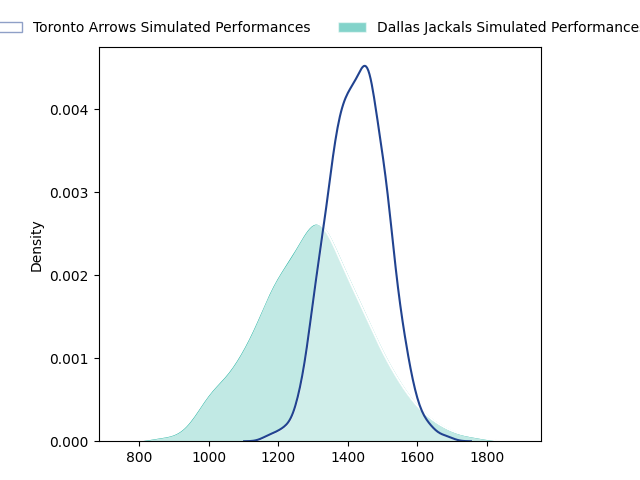 Toronto Arrows Simulated Performances
Dallas Jackals Simulated Performance
0.004
0.003
0.002
0.001
0.000
Density
800 1000 1200 1400 1600 1800